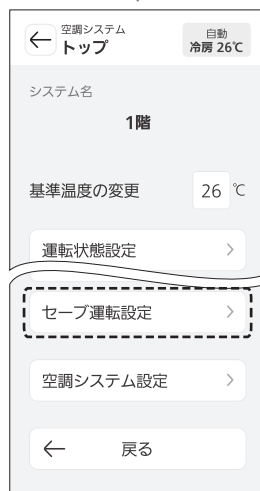 空調システム
トップ
自動
冷房 26℃
システム名
1階
基準温度の変更
26 ℃
運転状態設定
セーブ運転設定
空調システム設定
戻る